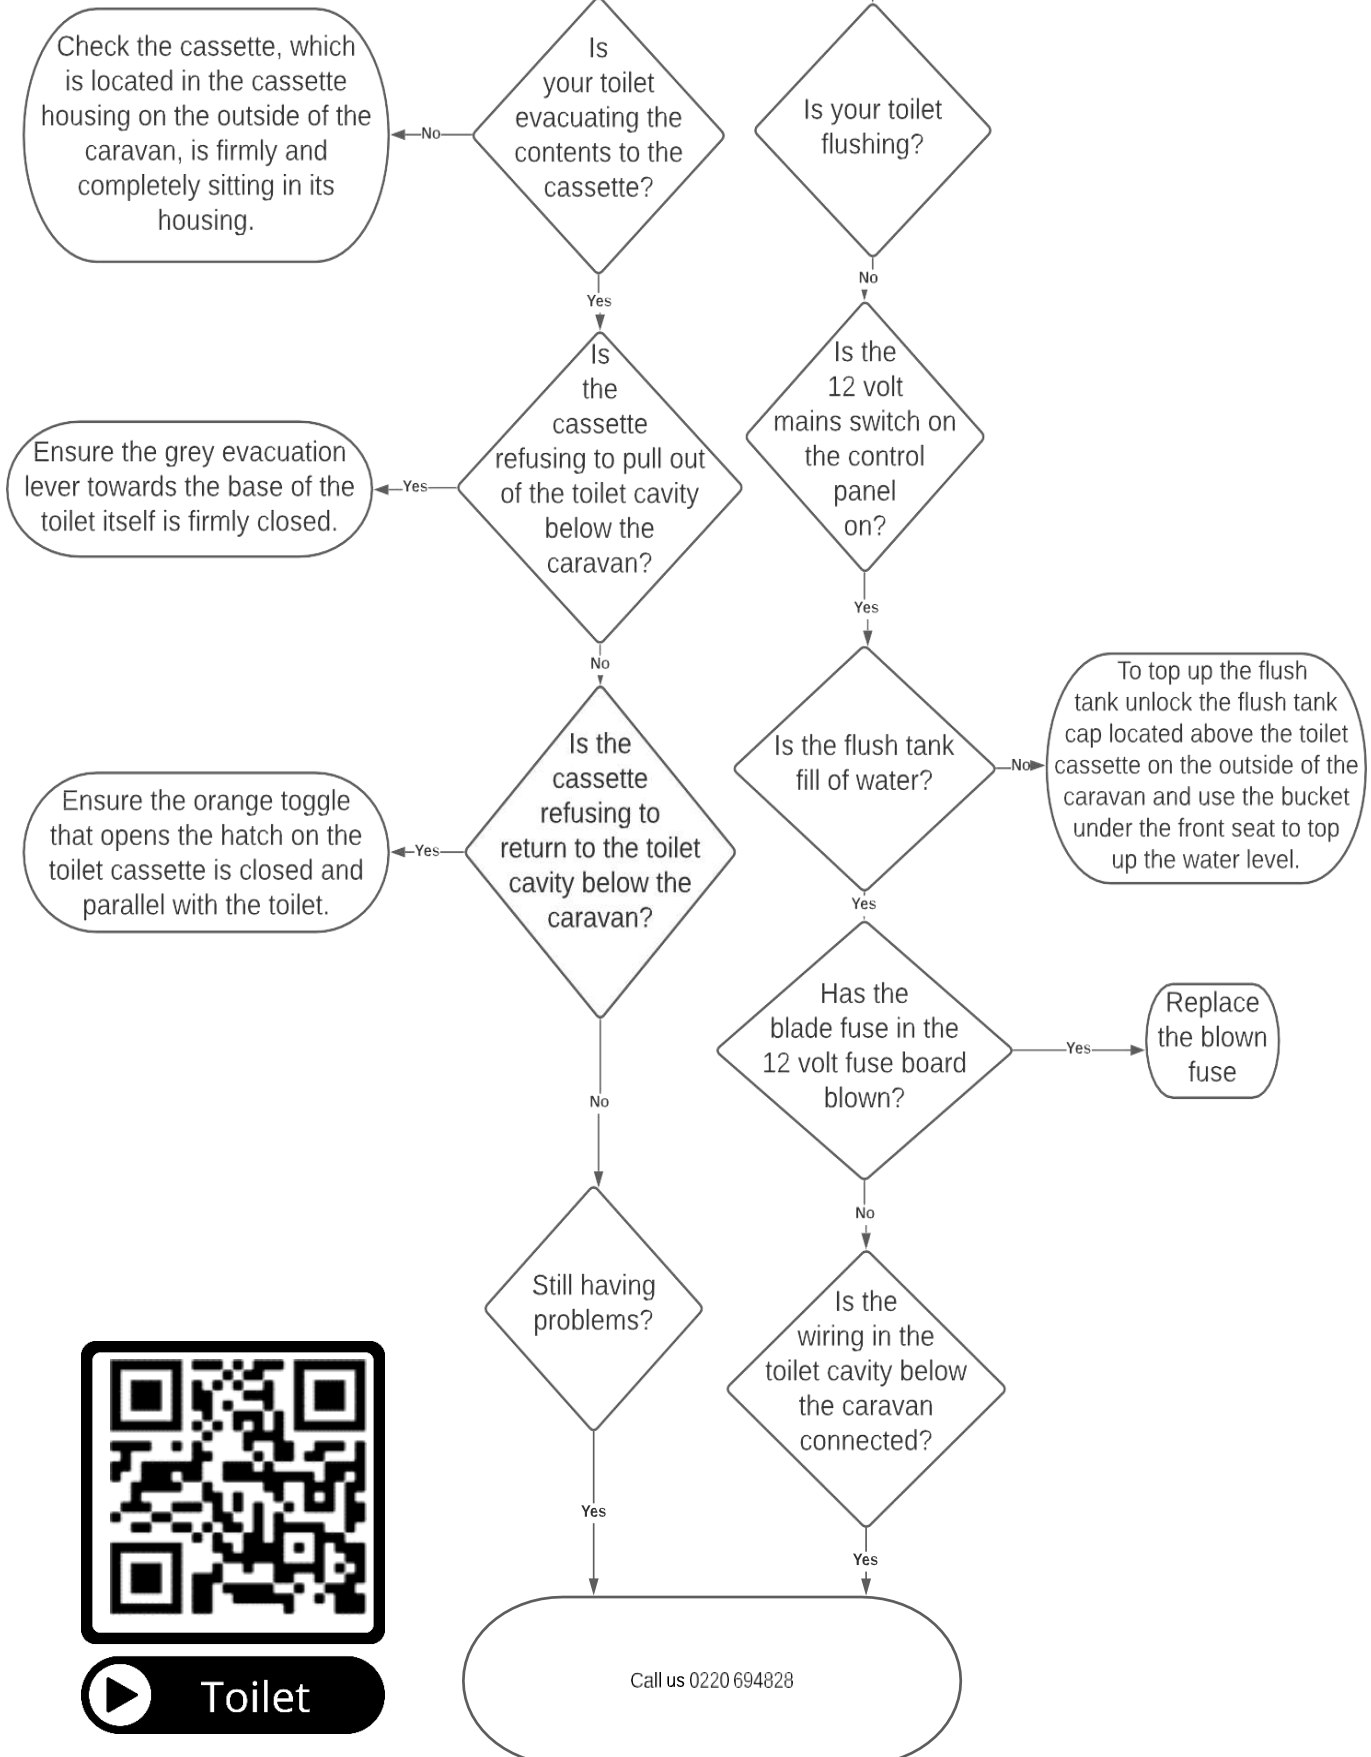 Check the cassette, which
is located in the cassette
housing on the outside of the
caravan, is firmly and
completely sitting in its
housing.
No
Is
your toilet
evacuating the
contents to the
cassette?
Yes
Ensure the grey evacuation
lever towards the base of the
toilet itself is firmly closed.
Yes
Is
the
cassette
refusing to pull out
of the toilet cavity
below the
caravan?
No
Ensure the orange toggle
that opens the hatch on the
toilet cassette is closed and
parallel with the toilet.
Yes
Is the
cassette
refusing to
return to the toilet
cavity below the
caravan?
No
Still having
problems?
Yes
Is your toilet
flushing?
No
Is the
12 volt
mains switch on
the control
panel
on?
Yes
Is the flush tank
fill of water?
No
To top up the flush
tank unlock the flush tank
cap located above the toilet
cassette on the outside of the
caravan and use the bucket
under the front seat to top
up the water level.
Yes
Has the
blade fuse in the
12 volt fuse board
blown?
Yes
Replace
the blown
fuse
No
Is the
wiring in the
toilet cavity below
the caravan
connected?
Yes
Call us 0220 694828
Toilet